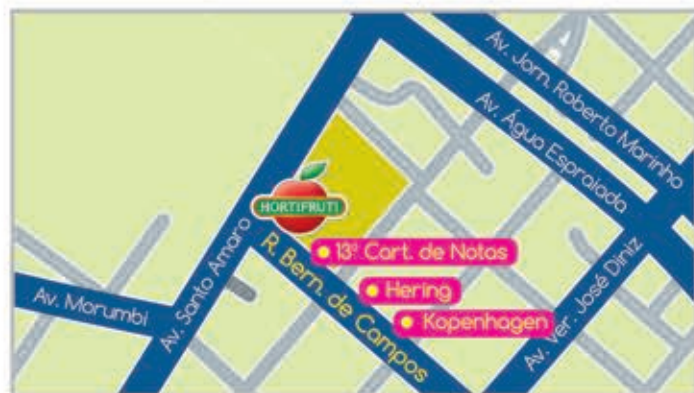 Av. Jorn. Roberto Marinho
Av. Água Espraiada
HORTIFRUTI
13º Cart. de Notas
R. Bern. de Campos
Hering
Kopenhagen
Av. Morumbi
Av. Santo Amaro
Av. Ver. José Diniz